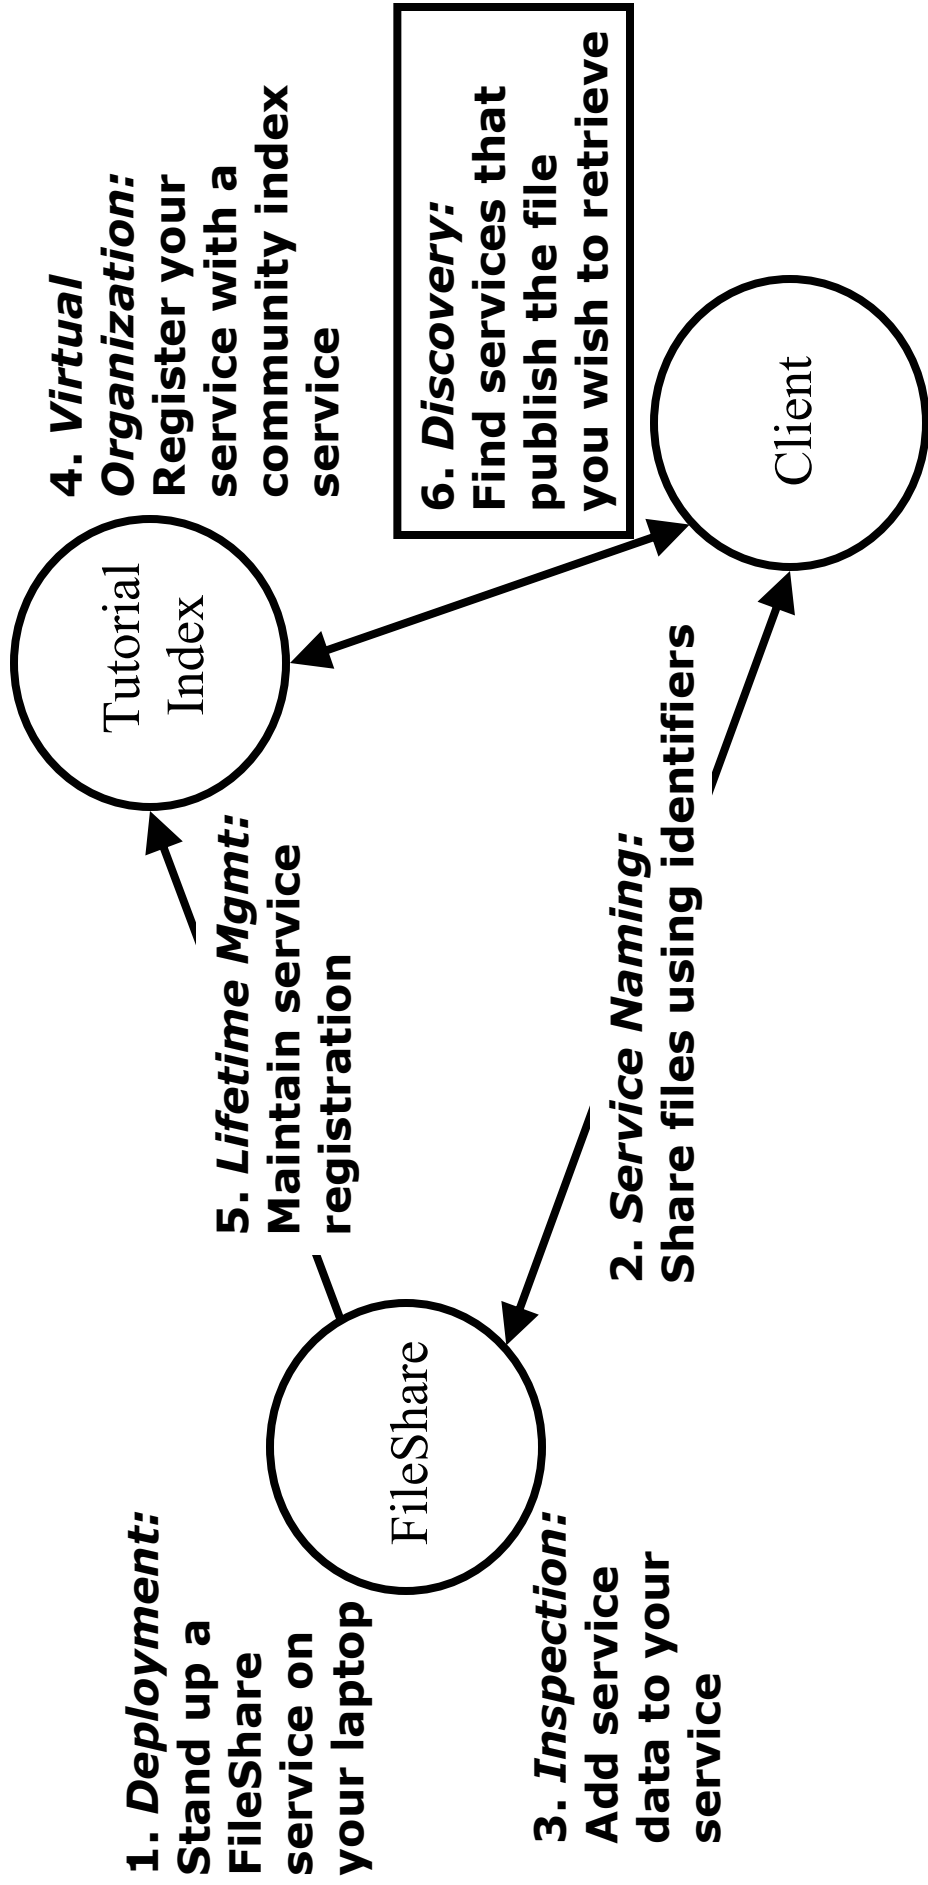 1. Deployment:
Stand up a
FileShare
service on
your laptop
FileShare
3. Inspection:
Add service
data to your
service
5. Lifetime Mgmt:
Maintain service
registration
2. Service Naming:
Share files using identifiers
Tutorial
Index
4. Virtual
Organization:
Register your
service with a
community index
service
6. Discovery:
Find services that
publish the file
you wish to retrieve
Client